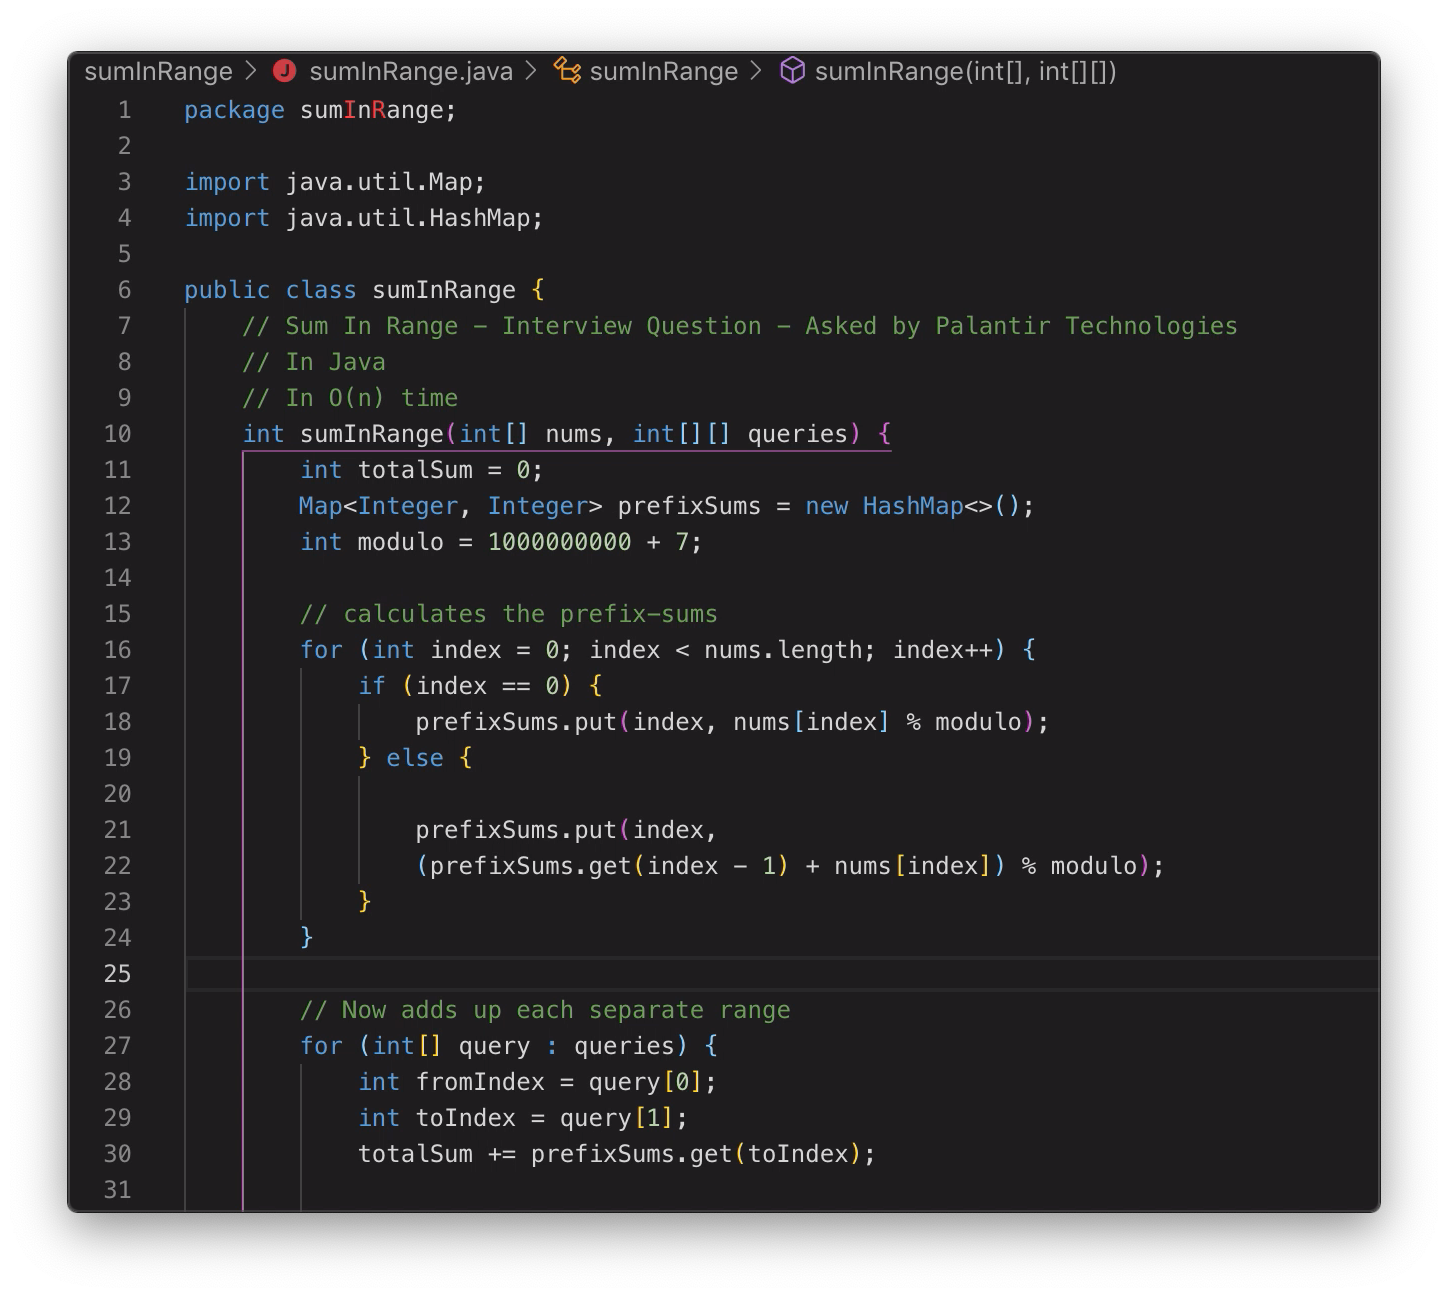 sumInRange > J sumInRange.java > sumInRange > sumInRange(int[], int[][])
1 package sumInRange;
2
3 import java.util.Map;
4 import java.util.HashMap;
5
6 public class sumInRange {
7 // Sum In Range - Interview Question - Asked by Palantir Technologies
8 // In Java
9 // In O(n) time
10 int sumInRange(int[] nums, int[][] queries) {
11 int totalSum = 0;
12 Map<Integer, Integer> prefixSums = new HashMap<>();
13 int modulo = 1000000000 + 7;
14
15 // calculates the prefix-sums
16 for (int index = 0; index < nums.length; index++) {
17 if (index == 0) {
18 prefixSums.put(index, nums[index] % modulo);
19 } else {
20
21 prefixSums.put(index,
22 (prefixSums.get(index - 1) + nums[index]) % modulo);
23 }
24 }
25
26 // Now adds up each separate range
27 for (int[] query : queries) {
28 int fromIndex = query[0];
29 int toIndex = query[1];
30 totalSum += prefixSums.get(toIndex);
31